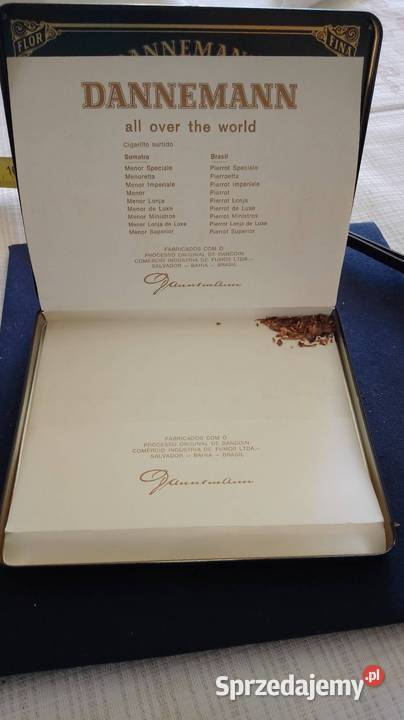 FLOR
DANNEMANN
FINA
DANNEMANN
all over the world
Cigarillo surtido
Sumatra Brasil
Menor Speciale Pierrot Speciale
Menoretta Pierroetta
Menor Imperiale Pierrot Imperiale
Menor Pierrot
Menor Lonja Pierrot Lonja
Menor de Luxe Pierrot de Luxe
Menor Ministros Pierrot Ministros
Menor Lonja de Luxe Pierrot Lonja de Luxe
Menor Superior Pierrot Superior
FABRICADOS COM O
PROCESSO ORIGINAL DE DANCOIN
COMÉRCIO INDÚSTRIA DE FUMOS LTDA.—
SALVADOR – BAHIA – BRASIL
Dannemann
FABRICADOS COM O
PROCESSO ORIGINAL DE DANCOIN
COMÉRCIO INDÚSTRIA DE FUMOS LTDA.—
SALVADOR – BAHIA – BRASIL
Dannemann
Sprzedajemy.pl